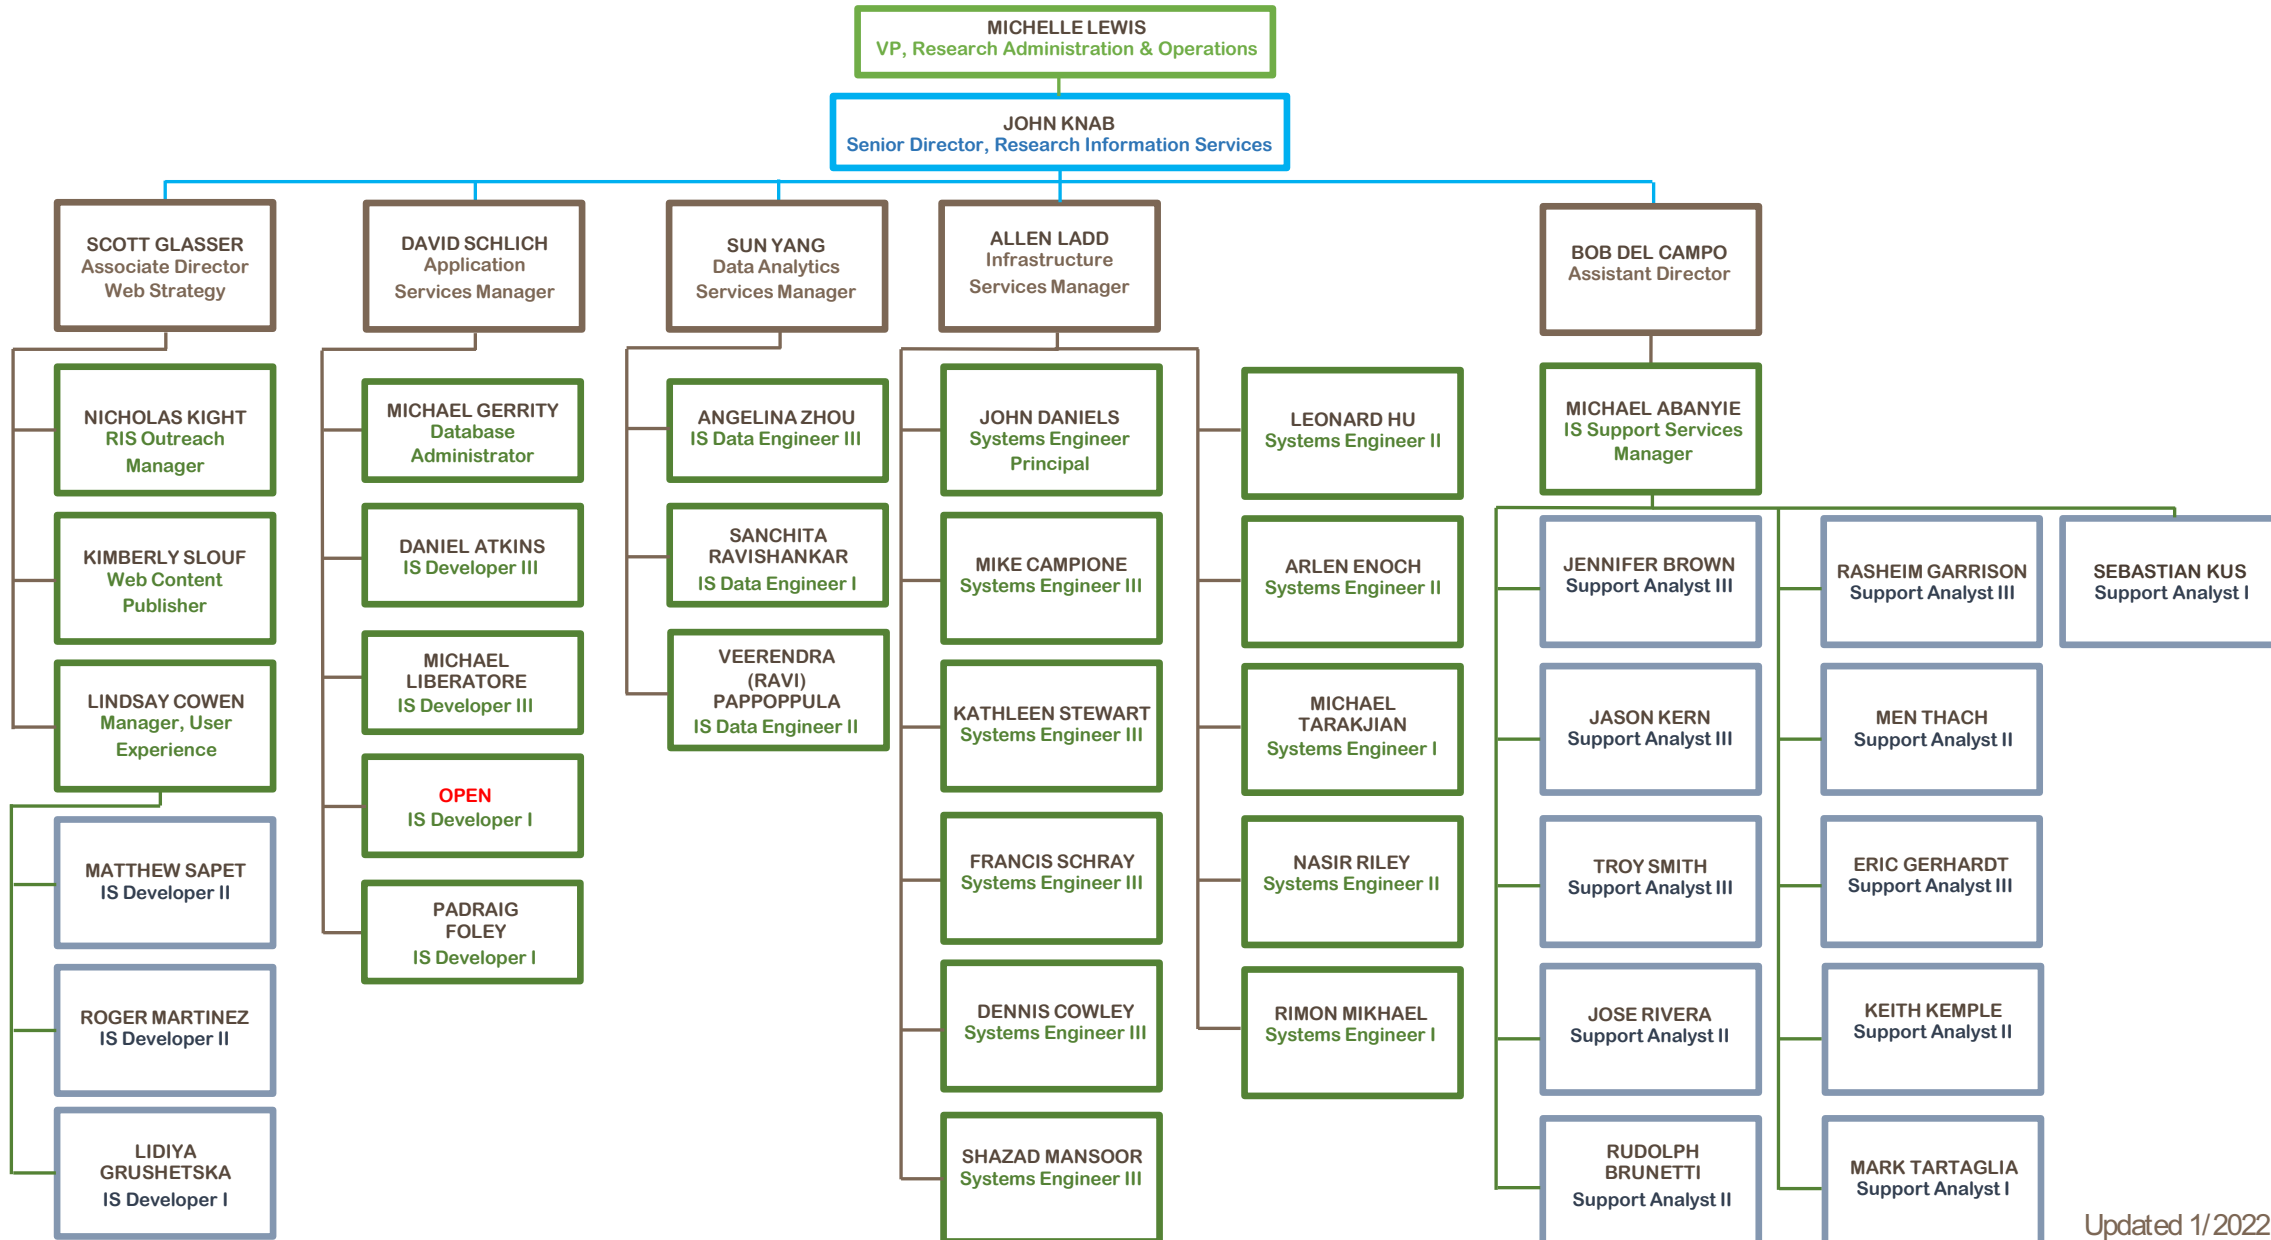 MICHELLE LEWIS
VP, Research Administration & Operations
JOHN KNAB
Senior Director, Research Information Services
SCOTT GLASSER
Associate Director
Web Strategy
DAVID SCHLICH
Application
Services Manager
SUN YANG
Data Analytics
Services Manager
ALLEN LADD
Infrastructure
Services Manager
BOB DEL CAMPO
Assistant Director
NICHOLAS KIGHT
RIS Outreach
Manager
KIMBERLY SLOUF
Web Content
Publisher
LINDSAY COWEN
Manager, User
Experience
MATTHEW SAPET
IS Developer II
ROGER MARTINEZ
IS Developer II
LIDIYA
GRUSHETSKA
IS Developer I
MICHAEL GERRITY
Database
Administrator
DANIEL ATKINS
IS Developer III
MICHAEL
LIBERATORE
IS Developer III
OPEN
IS Developer I
PADRAIG
FOLEY
IS Developer I
ANGELINA ZHOU
IS Data Engineer III
SANCHITA
RAVISHANKAR
IS Data Engineer I
VEERENDRA
(RAVI)
PAPPOPPULA
IS Data Engineer II
JOHN DANIELS
Systems Engineer
Principal
MIKE CAMPIONE
Systems Engineer III
KATHLEEN STEWART
Systems Engineer III
FRANCIS SCHRAY
Systems Engineer III
DENNIS COWLEY
Systems Engineer III
SHAZAD MANSOOR
Systems Engineer III
LEONARD HU
Systems Engineer II
ARLEN ENOCH
Systems Engineer II
MICHAEL
TARAKJIAN
Systems Engineer I
NASIR RILEY
Systems Engineer II
RIMON MIKHAEL
Systems Engineer I
MICHAEL ABANYIE
IS Support Services
Manager
JENNIFER BROWN
Support Analyst III
JASON KERN
Support Analyst III
TROY SMITH
Support Analyst III
JOSE RIVERA
Support Analyst II
RUDOLPH
BRUNETTI
Support Analyst II
RASHEIM GARRISON
Support Analyst III
MEN THACH
Support Analyst II
ERIC GERHARDT
Support Analyst III
KEITH KEMPLE
Support Analyst II
MARK TARTAGLIA
Support Analyst I
SEBASTIAN KUS
Support Analyst I
Updated 1/2022